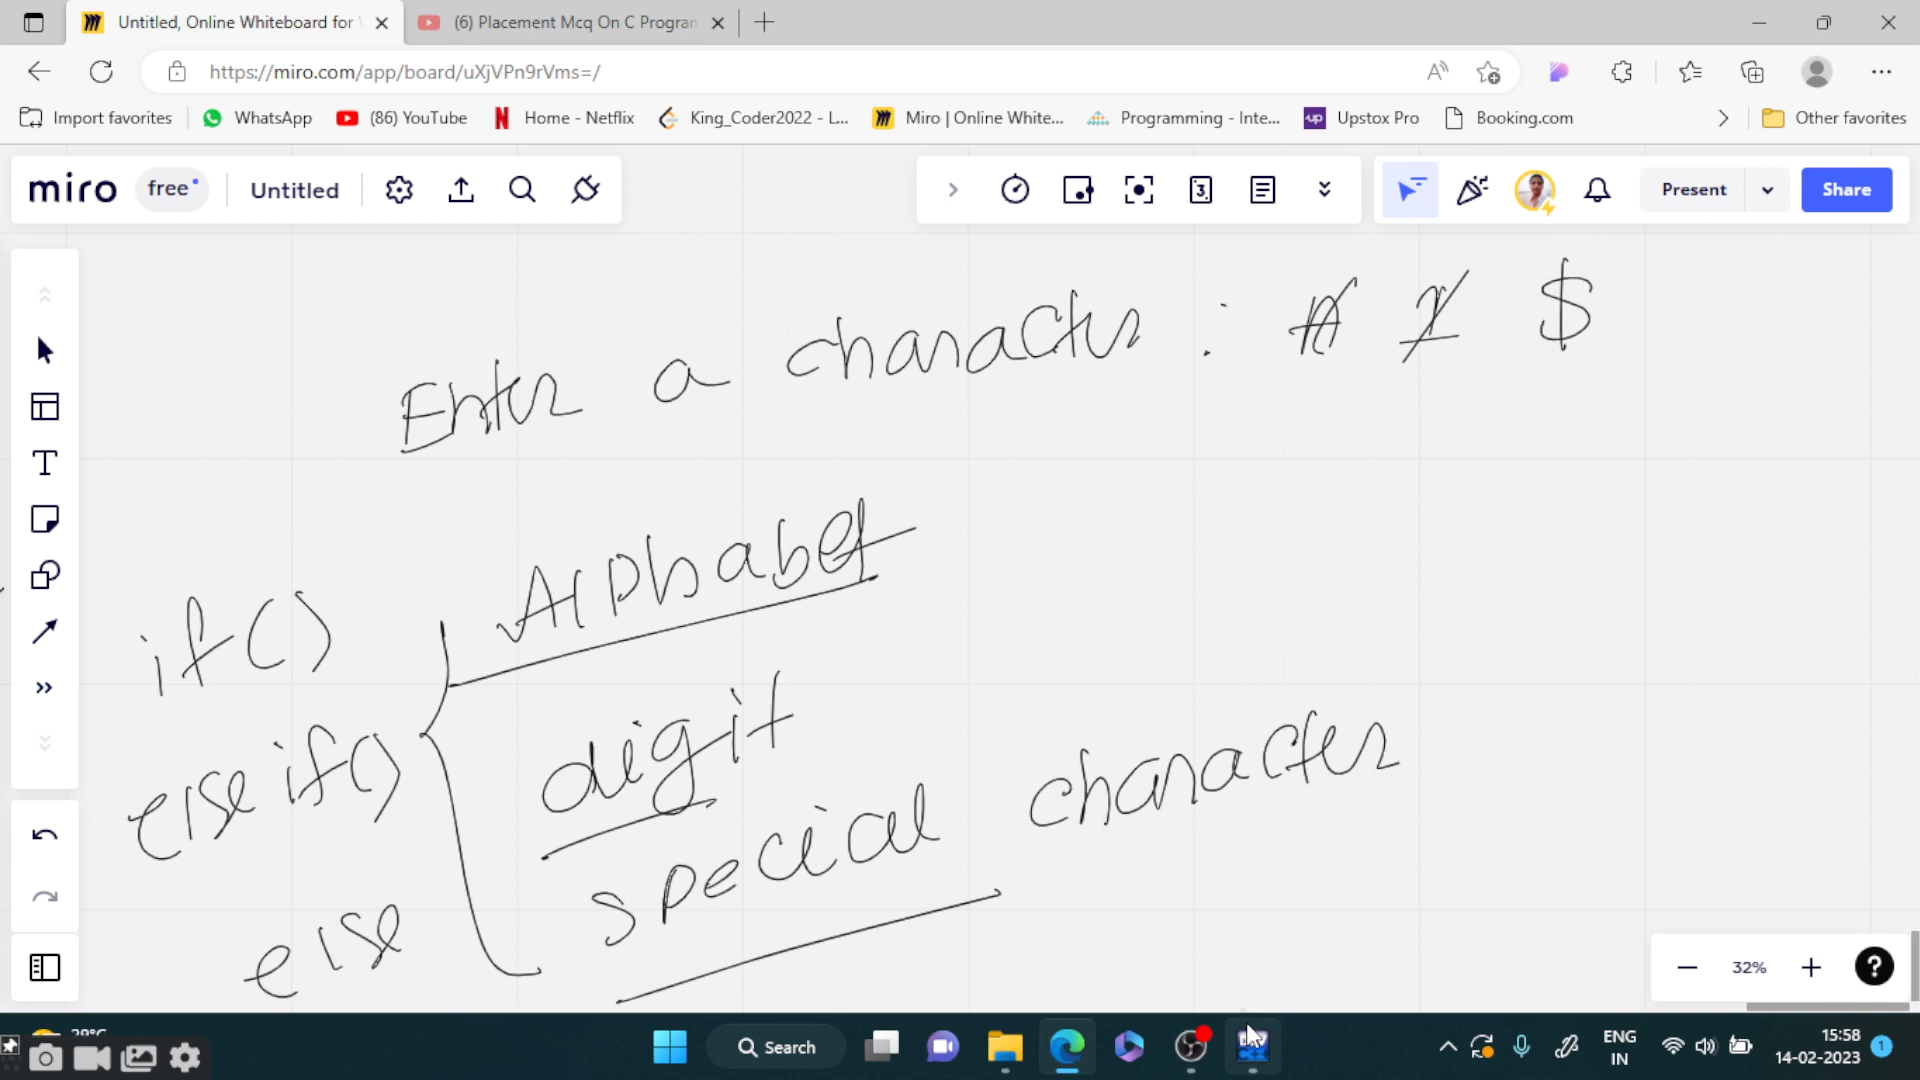 Untitled, Online Whiteboard for
(6) Placement Mcq On C Program
https://miro.com/app/board/uXjVPn9rVms=/
Import favorites WhatsApp (86) YouTube Home - Netflix King_Coder2022 - L... Miro | Online White... Programming - Inte... Upstox Pro Booking.com Other favorites
miro free Untitled Present Share
Enter a character : A 1 $
if() Alphabet
else if() digit
special character
else
32%
Search
29°C
ENG
IN
15:58
14-02-2023
1